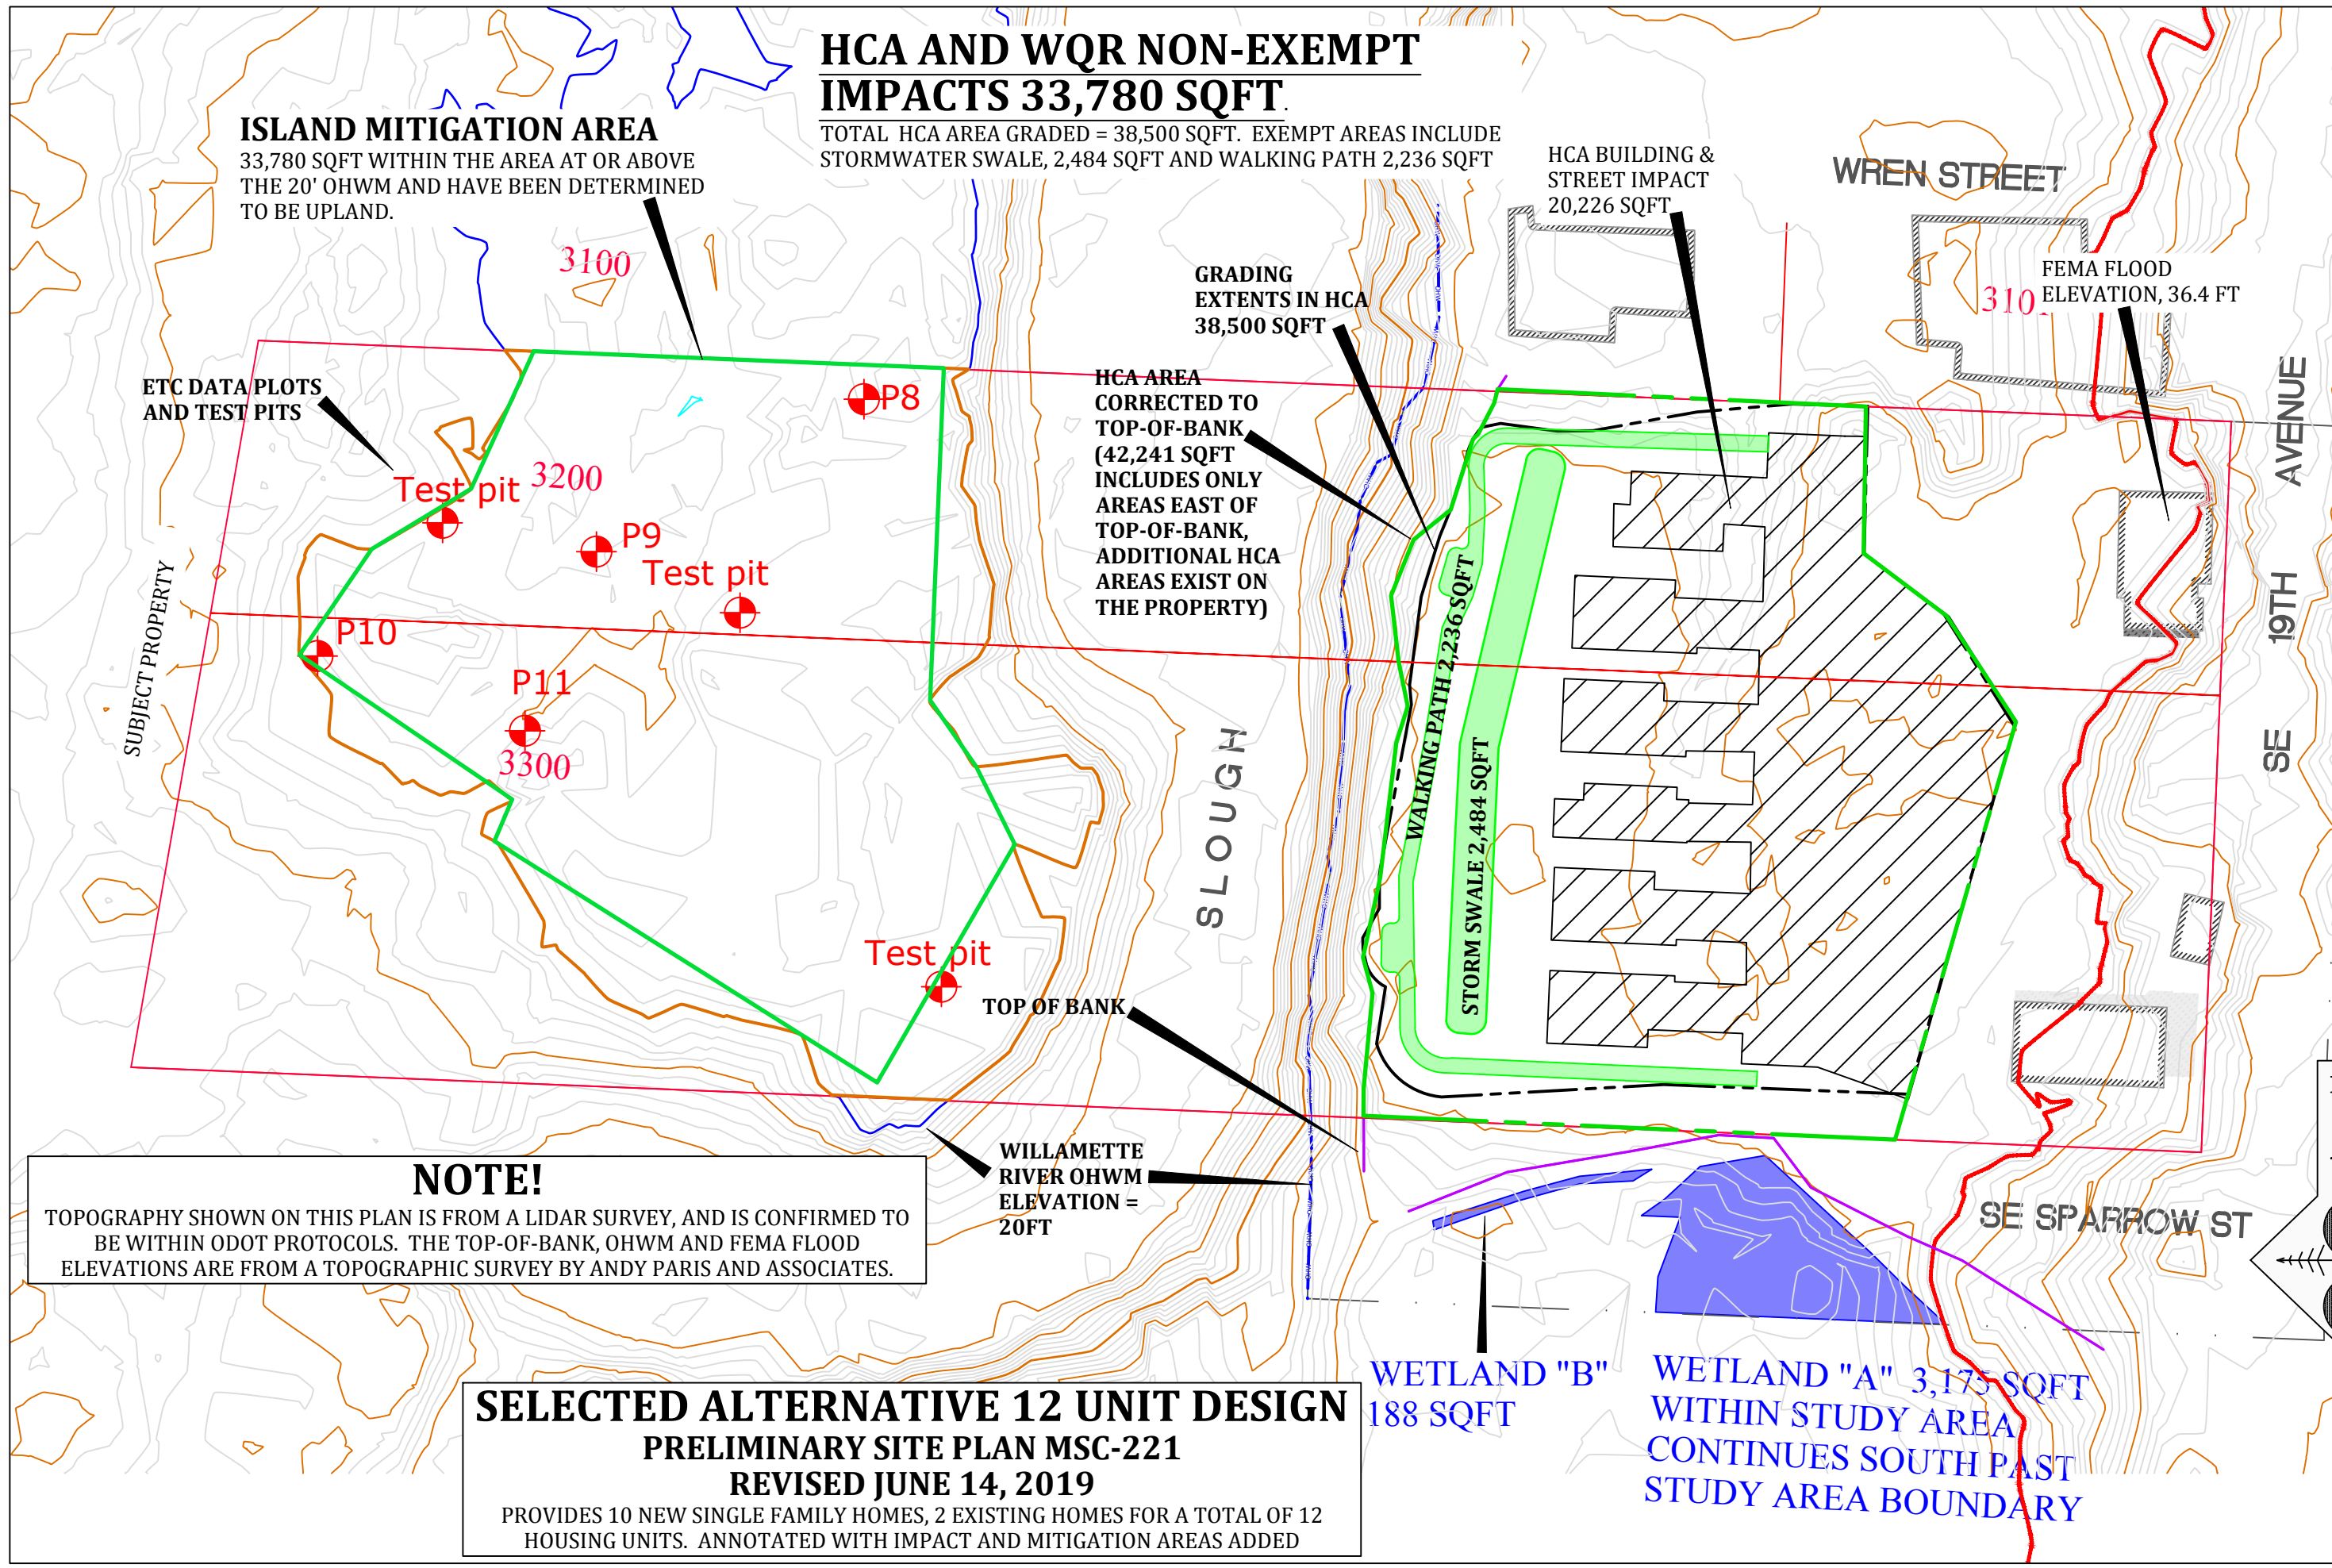 HCA AND WQR NON-EXEMPT
IMPACTS 33,780 SQFT.
TOTAL HCA AREA GRADED = 38,500 SQFT. EXEMPT AREAS INCLUDE
STORMWATER SWALE, 2,484 SQFT AND WALKING PATH 2,236 SQFT
ISLAND MITIGATION AREA
33,780 SQFT WITHIN THE AREA AT OR ABOVE
THE 20' OHWM AND HAVE BEEN DETERMINED
TO BE UPLAND.
HCA BUILDING &
STREET IMPACT
20,226 SQFT
WREN STREET
3100
GRADING
EXTENTS IN HCA
38,500 SQFT
FEMA FLOOD
ELEVATION, 36.4 FT
310
ETC DATA PLOTS
AND TEST PITS
P8
HCA AREA
CORRECTED TO
TOP-OF-BANK
(42,241 SQFT
INCLUDES ONLY
AREAS EAST OF
TOP-OF-BANK,
ADDITIONAL HCA
AREAS EXIST ON
THE PROPERTY)
Test pit
3200
P9
Test pit
SUBJECT PROPERTY
P10
P11
3300
SLOUGH
WALKING PATH 2,236 SQFT
STORM SWALE 2,484 SQFT
SE 19TH AVENUE
Test pit
TOP OF BANK
WILLAMETTE
RIVER OHWM
ELEVATION =
20FT
SE SPARROW ST
NOTE!
TOPOGRAPHY SHOWN ON THIS PLAN IS FROM A LIDAR SURVEY, AND IS CONFIRMED TO
BE WITHIN ODOT PROTOCOLS. THE TOP-OF-BANK, OHWM AND FEMA FLOOD
ELEVATIONS ARE FROM A TOPOGRAPHIC SURVEY BY ANDY PARIS AND ASSOCIATES.
WETLAND "B"
188 SQFT
WETLAND "A" 3,175 SQFT
WITHIN STUDY AREA
CONTINUES SOUTH PAST
STUDY AREA BOUNDARY
SELECTED ALTERNATIVE 12 UNIT DESIGN
PRELIMINARY SITE PLAN MSC-221
REVISED JUNE 14, 2019
PROVIDES 10 NEW SINGLE FAMILY HOMES, 2 EXISTING HOMES FOR A TOTAL OF 12
HOUSING UNITS. ANNOTATED WITH IMPACT AND MITIGATION AREAS ADDED